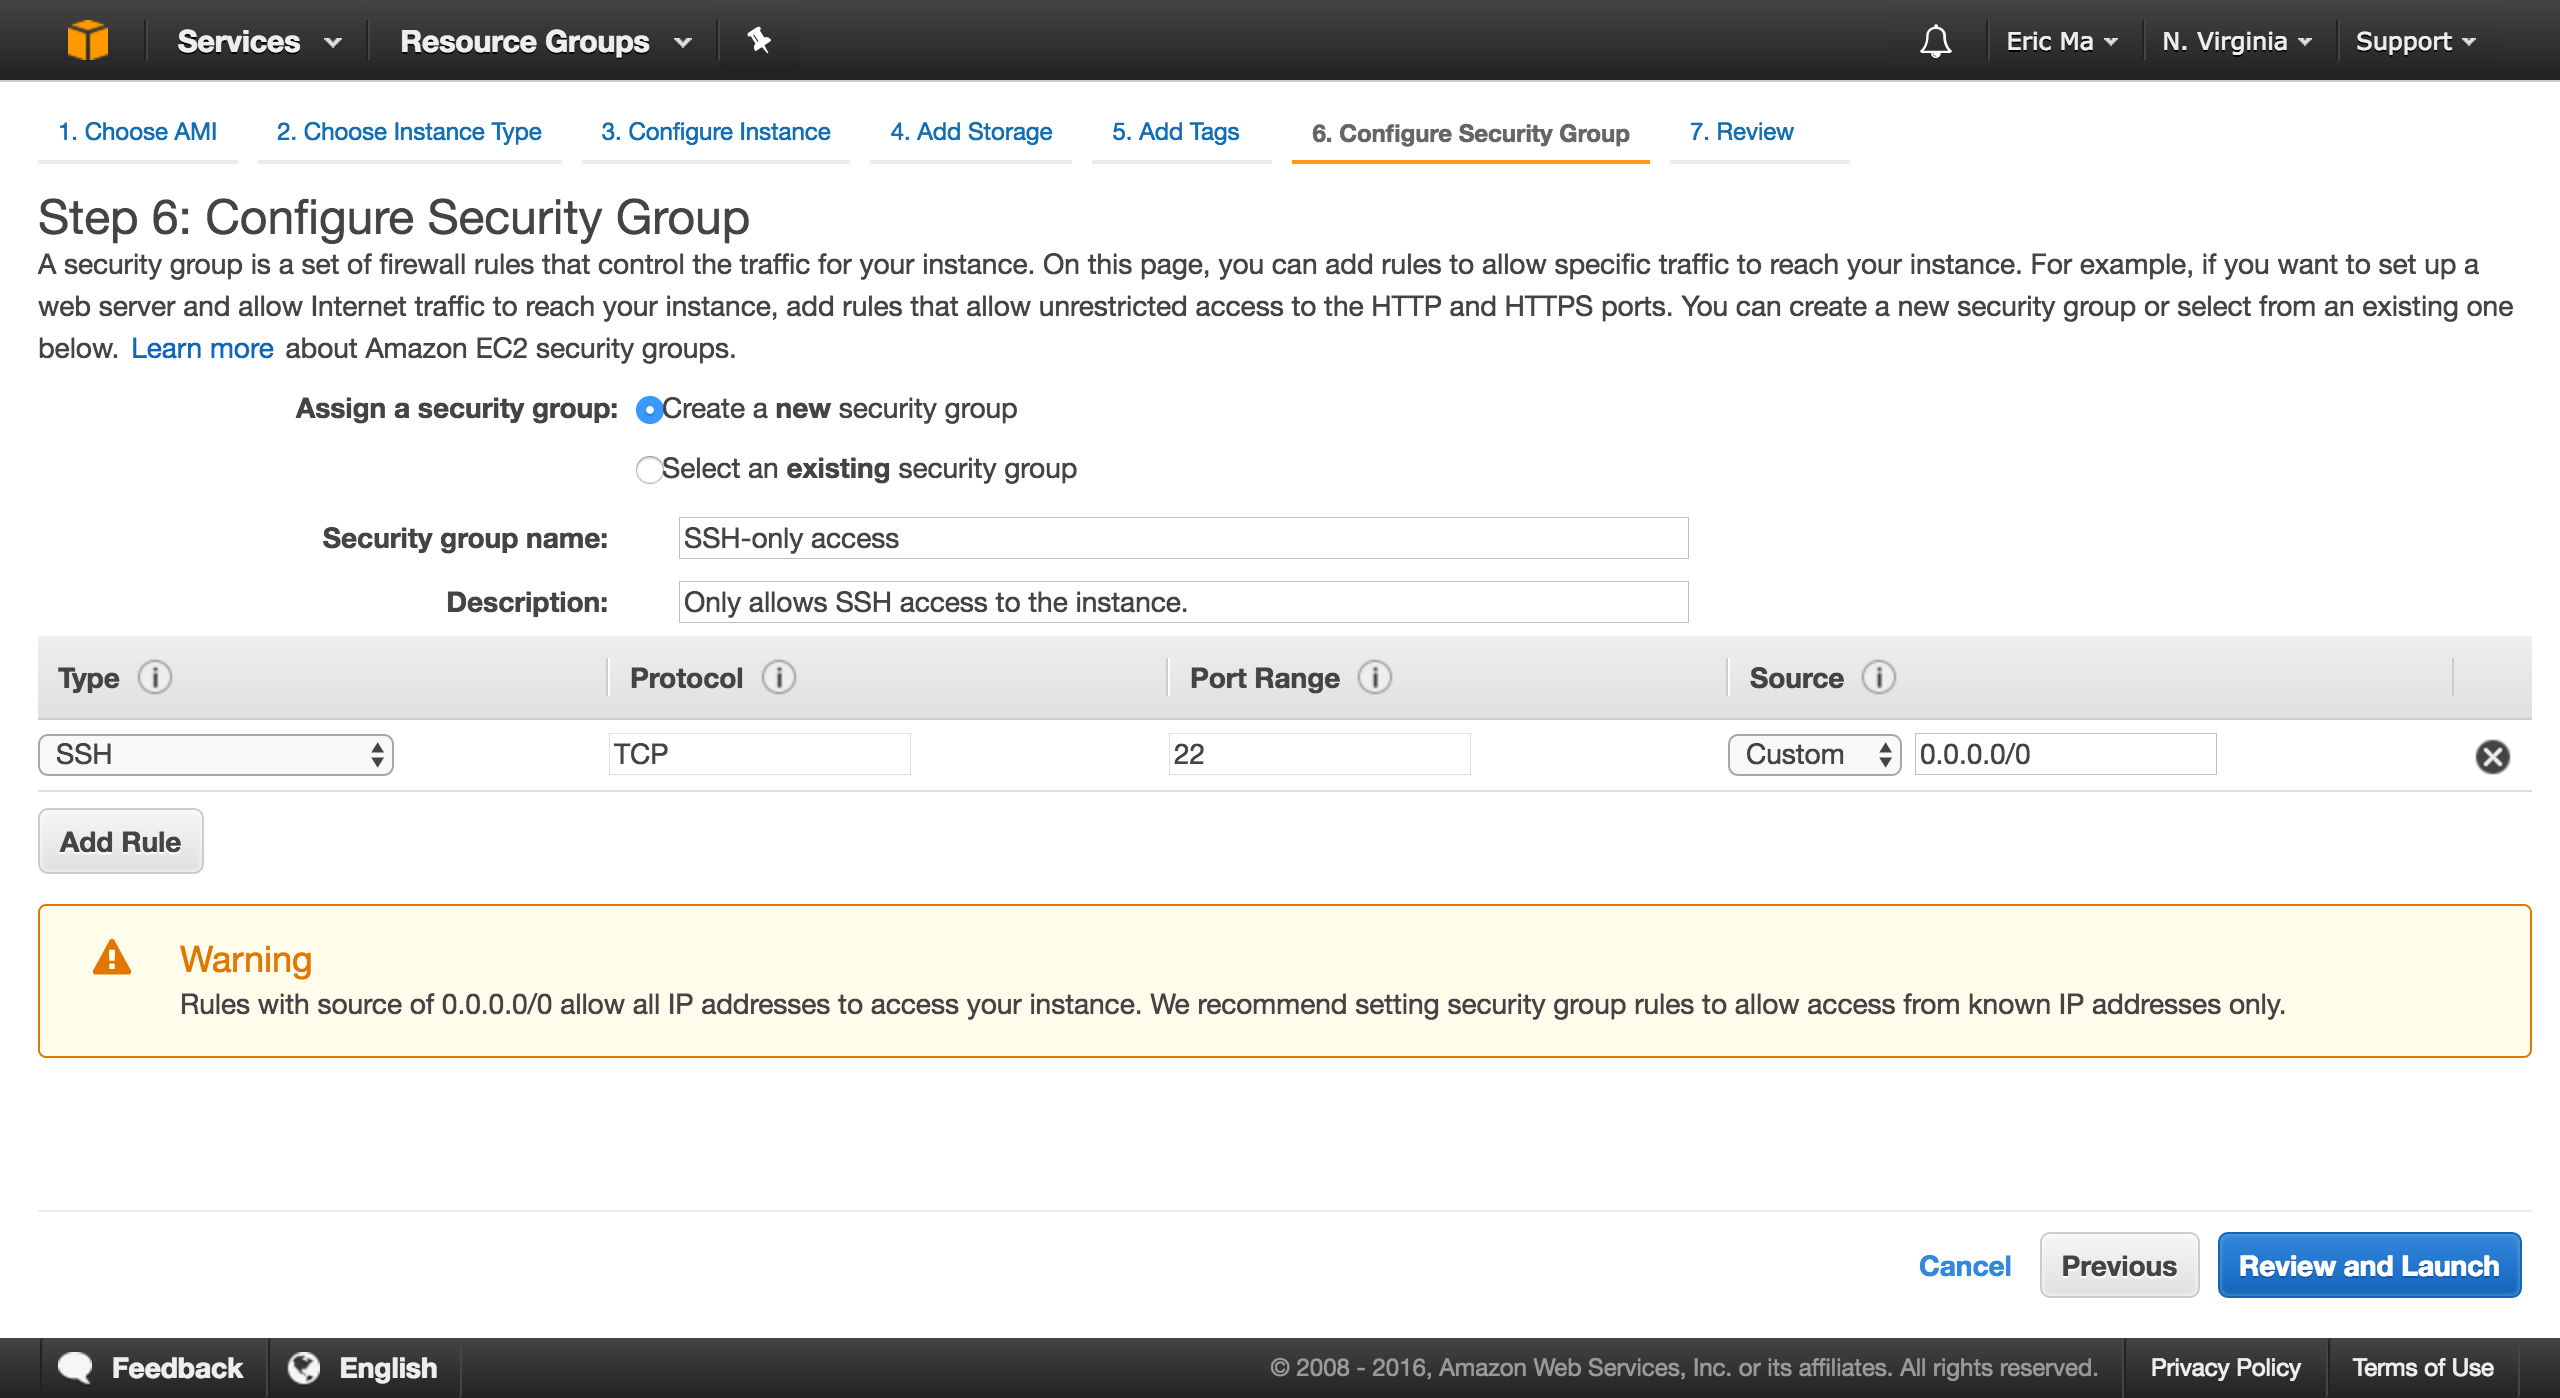 Services Resource Groups Eric Ma N. Virginia Support
1. Choose AMI 2. Choose Instance Type 3. Configure Instance 4. Add Storage 5. Add Tags 6. Configure Security Group 7. Review
Step 6: Configure Security Group
A security group is a set of firewall rules that control the traffic for your instance. On this page, you can add rules to allow specific traffic to reach your instance. For example, if you want to set up a
web server and allow Internet traffic to reach your instance, add rules that allow unrestricted access to the HTTP and HTTPS ports. You can create a new security group or select from an existing one
below. Learn more about Amazon EC2 security groups.
Assign a security group: Create a new security group
Select an existing security group
Security group name: SSH-only access
Description: Only allows SSH access to the instance.
Type i Protocol i Port Range i Source i
SSH TCP 22 Custom 0.0.0.0/0
Add Rule
Warning
Rules with source of 0.0.0.0/0 allow all IP addresses to access your instance. We recommend setting security group rules to allow access from known IP addresses only.
Cancel Previous Review and Launch
Feedback English © 2008 - 2016, Amazon Web Services, Inc. or its affiliates. All rights reserved. Privacy Policy Terms of Use